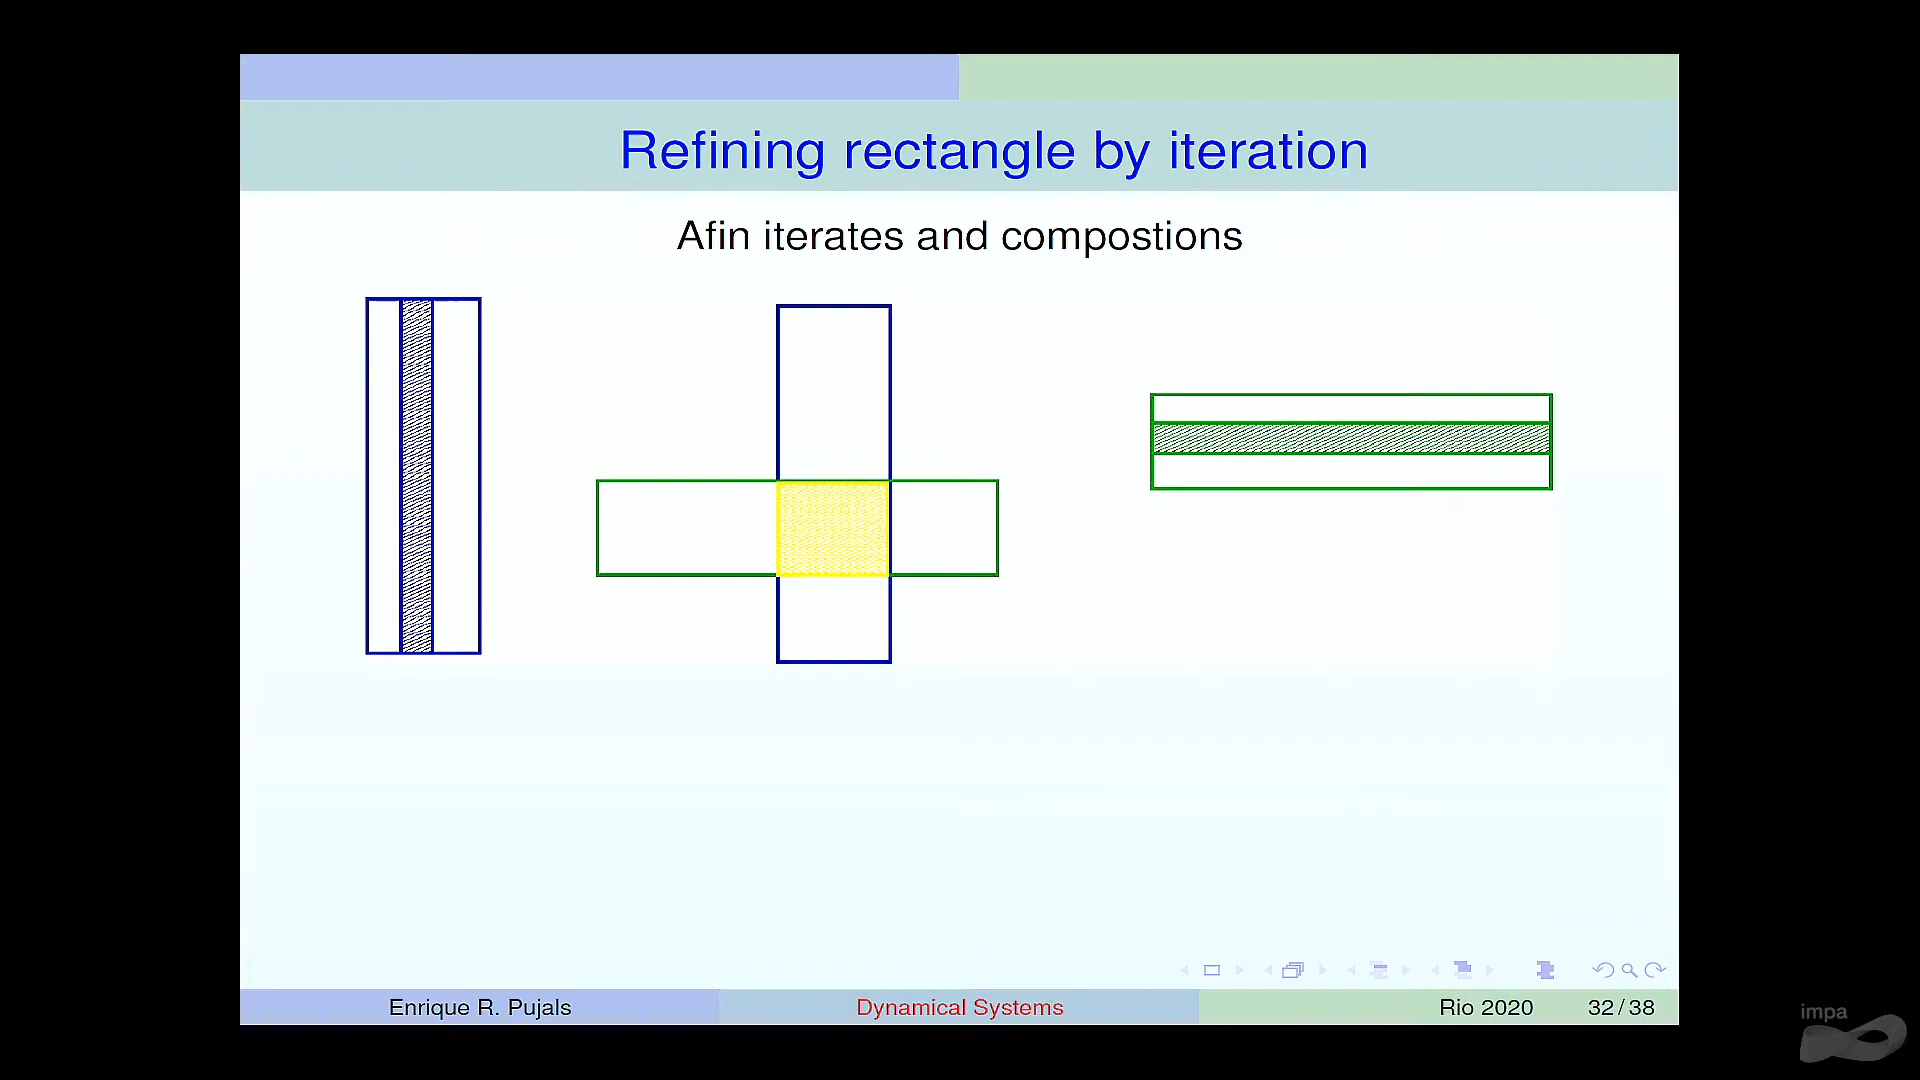 Refining rectangle by iteration
Afin iterates and compostions
Enrique R. Pujals
Dynamical Systems
Rio 2020
32/38
impa